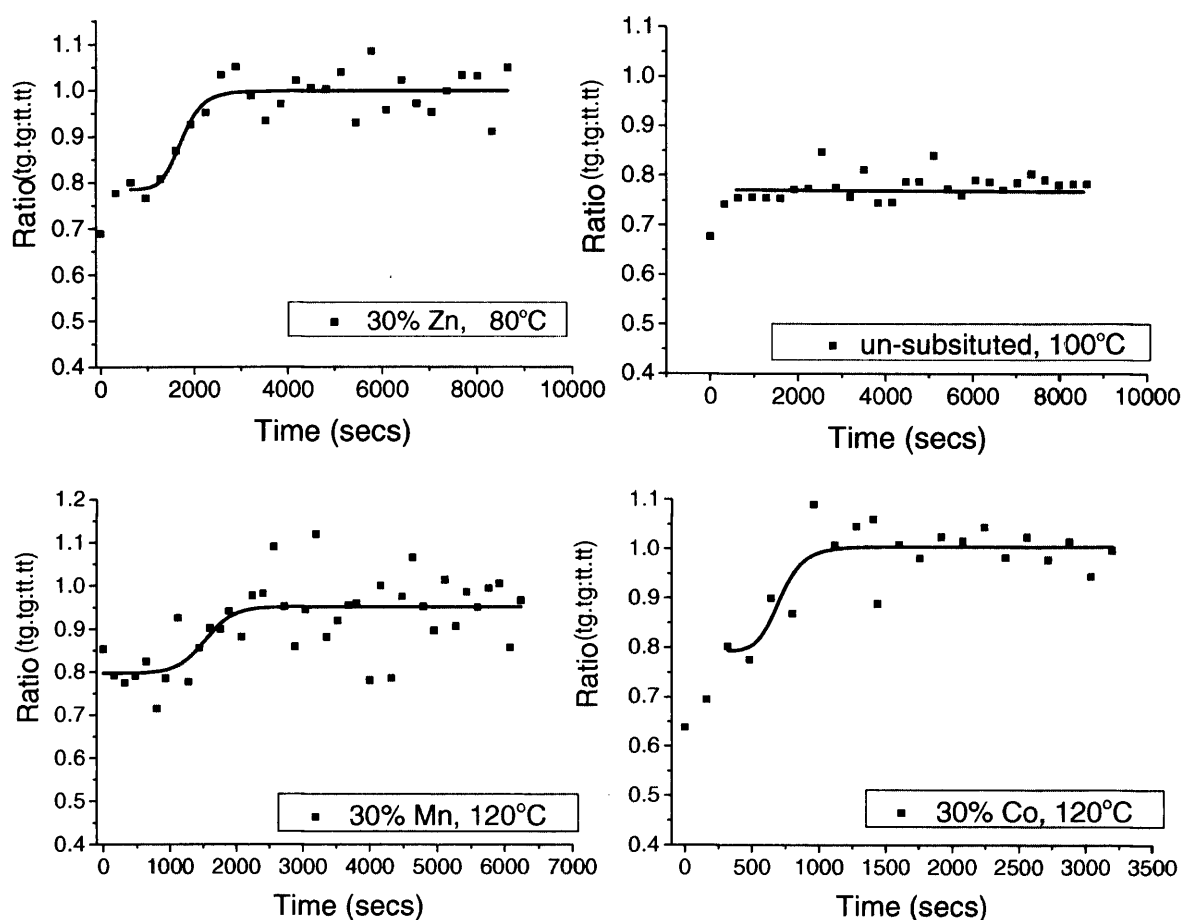 Ratio(tg.tg:tt.tt)
1.1
1.0
0.9
0.8
0.7
0.6
0.5
0.4
30% Zn, 80°C
0 2000 4000 6000 8000 10000
Time (secs)
Ratio(tg.tg:tt.tt)
1.1
1.0
0.9
0.8
0.7
0.6
0.5
0.4
un-subsituted, 100°C
0 2000 4000 6000 8000 10000
Time (secs)
Ratio(tg.tg:tt.tt)
1.2
1.1
1.0
0.9
0.8
0.7
0.6
0.5
0.4
30% Mn, 120°C
0 1000 2000 3000 4000 5000 6000 7000
Time (secs)
Ratio(tg.tg:tt.tt)
1.1
1.0
0.9
0.8
0.7
0.6
0.5
0.4
30% Co, 120°C
0 500 1000 1500 2000 2500 3000 3500
Time (secs)